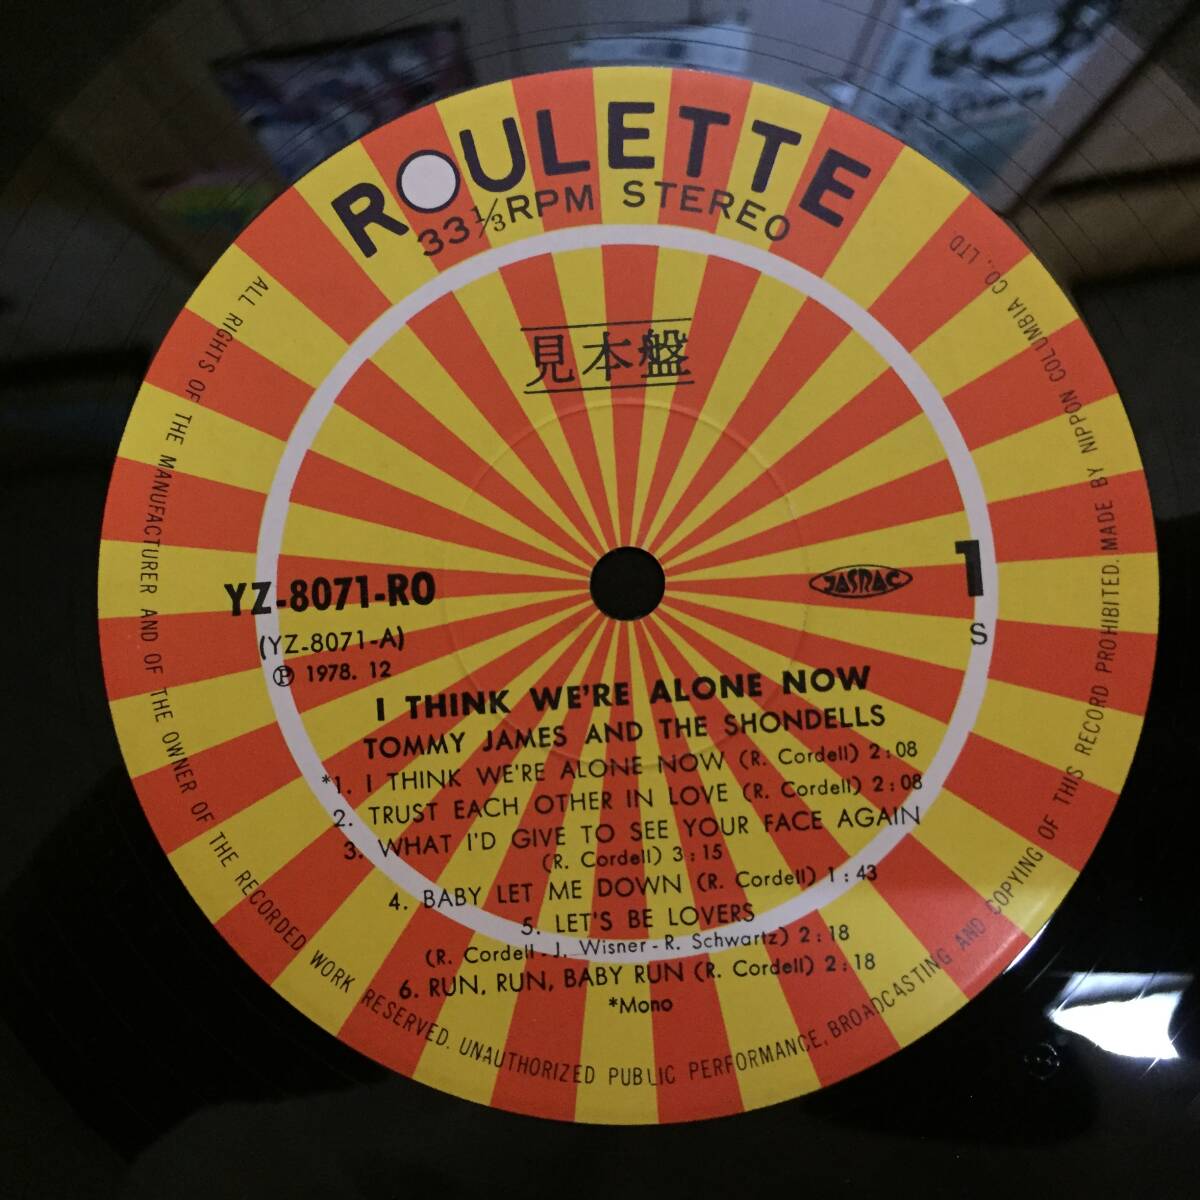 ROULETTE
33 1/3 RPM STEREO
見本盤
YZ-8071-RO
(YZ-8071-A)
Ⓟ 1978. 12
JASRAC
1
S
I THINK WE'RE ALONE NOW
TOMMY JAMES AND THE SHONDELLS
*1. I THINK WE'RE ALONE NOW (R. Cordell) 2:08
2. TRUST EACH OTHER IN LOVE (R. Cordell) 2:08
3. WHAT I'D GIVE TO SEE YOUR FACE AGAIN
(R. Cordell) 3:15
4. BABY LET ME DOWN (R. Cordell) 1:43
5. LET'S BE LOVERS
(R. Cordell - J. Wisner - R. Schwartz) 2:18
6. RUN, RUN, BABY RUN (R. Cordell) 2:18
*Mono
ALL RIGHTS OF THE MANUFACTURER AND OF THE OWNER OF THE RECORDED WORK RESERVED. UNAUTHORIZED PUBLIC PERFORMANCE, BROADCASTING AND COPYING OF THIS RECORD PROHIBITED. MADE BY NIPPON COLUMBIA CO., LTD.